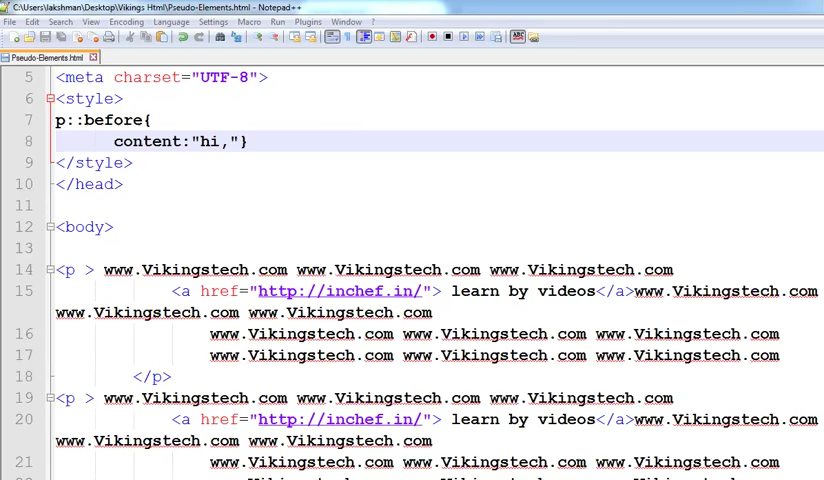 C:\Users\lakshman\Desktop\Vikings Html\Pseudo-Elements.html - Notepad++
File Edit Search View Encoding Language Settings Macro Run Plugins Window ?
Pseudo-Elements.html
5 <meta charset="UTF-8">
6 <style>
7 p::before{
8 content:"hi,"}
9 </style>
10 </head>
11
12 <body>
13
14 <p > www.Vikingstech.com www.Vikingstech.com www.Vikingstech.com
15 <a href="http://inchef.in/"> learn by videos</a>www.Vikingstech.com
www.Vikingstech.com www.Vikingstech.com
16 www.Vikingstech.com www.Vikingstech.com www.Vikingstech.com
17 www.Vikingstech.com www.Vikingstech.com www.Vikingstech.com
18 </p>
19 <p > www.Vikingstech.com www.Vikingstech.com www.Vikingstech.com
20 <a href="http://inchef.in/"> learn by videos</a>www.Vikingstech.com
www.Vikingstech.com www.Vikingstech.com
21 www.Vikingstech.com www.Vikingstech.com www.Vikingstech.com